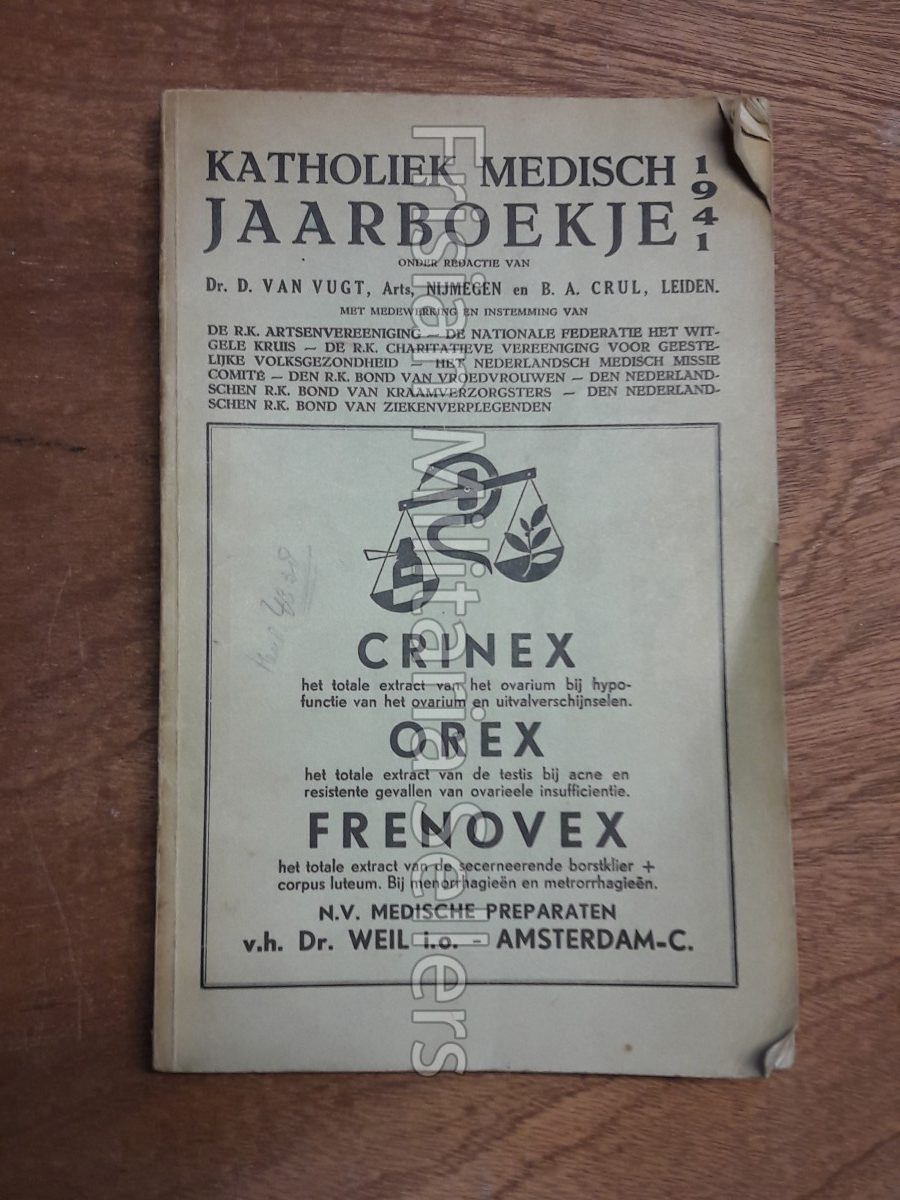 KATHOLIEK MEDISCH 1941
JAARBOEKJE
ONDER REDACTIE VAN
Dr. D. VAN VUGT, Arts, NIJMEGEN en B. A. CRUL, LEIDEN.
MET MEDEWERKING EN INSTEMMING VAN
DE R.K. ARTSENVEREENIGING — DE NATIONALE FEDERATIE HET WIT-
GELE KRUIS — DE R.K. CHARITATIEVE VEREENIGING VOOR GEESTE-
LIJKE VOLKSGEZONDHEID — HET NEDERLANDSCH MEDISCH MISSIE
COMITÉ — DEN R.K. BOND VAN VROEDVROUWEN — DEN NEDERLAND-
SCHEN R.K. BOND VAN KRAAMVERZORGSTERS — DEN NEDERLAND-
SCHEN R.K. BOND VAN ZIEKENVERPLEGENDEN
CRINEX
het totale extract van het ovarium bij hypo-
functie van het ovarium en uitvalverschijnselen.
OREX
het totale extract van de testis bij acne en
resistente gevallen van ovarieele insufficientie.
FRENOVEX
het totale extract van de secerneerende borstklier +
corpus luteum. Bij menorrhagieën en metrorrhagieën.
N.V. MEDISCHE PREPARATEN
v.h. Dr. WEIL i.o. - AMSTERDAM-C.
Frisian Militaria Sellers